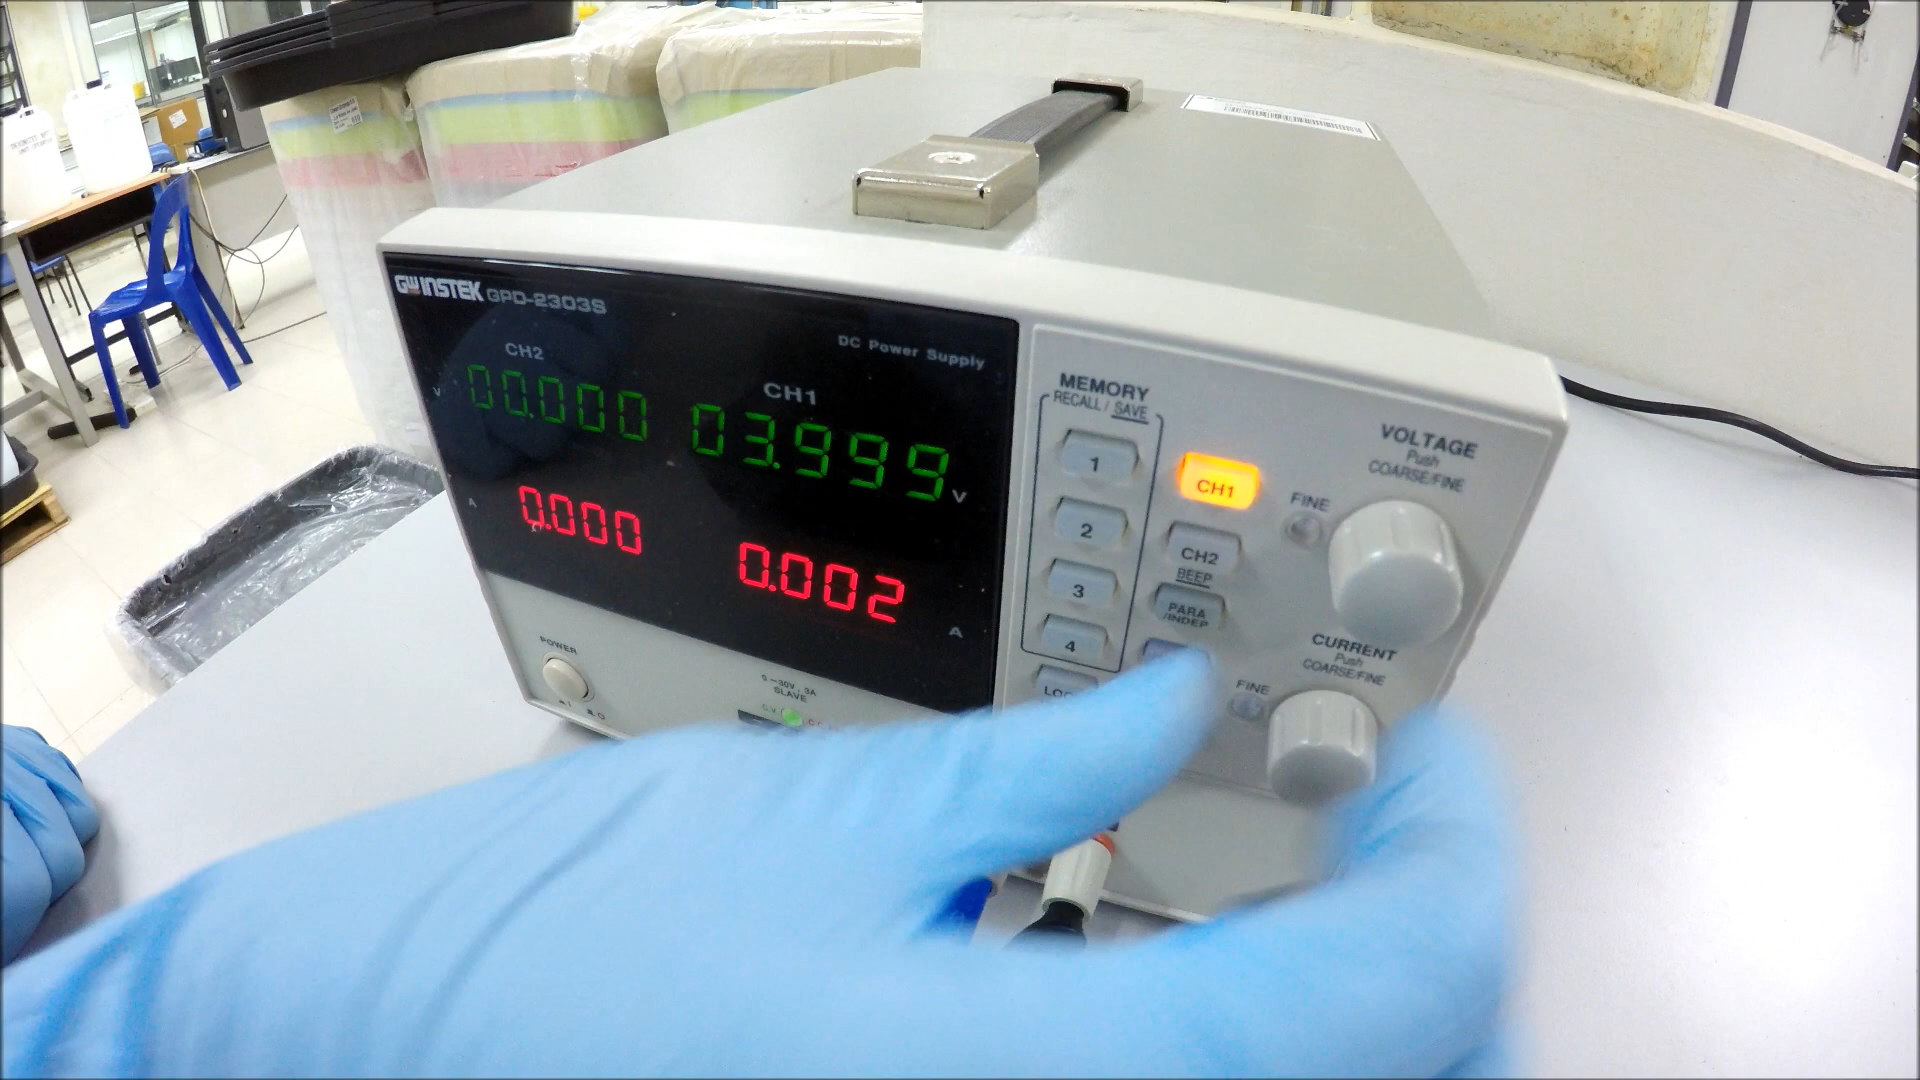 GW INSTEK GPD-2303S
DC Power Supply
CH2
CH1
V 00.000
03.999 V
A 0.000
0.002 A
POWER
0~30V, 3A
SLAVE
C.V
C.C
MEMORY
RECALL / SAVE
1
2
3
4
CH1
CH2
BEEP
PARA
/INDEP
VOLTAGE
Push
COARSE/FINE
FINE
CURRENT
Push
COARSE/FINE
FINE